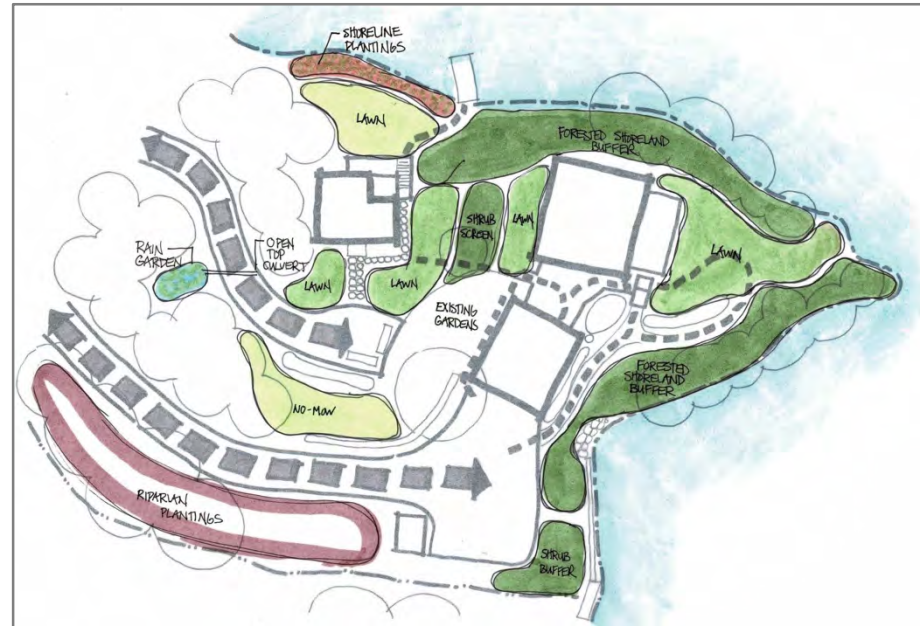 SHORELINE
PLANTINGS
LAWN
FORESTED SHORELAND
BUFFER
RAIN
GARDEN
OPEN
TOP
CULVERT
SHRUB
SCREEN
LAWN
LAWN
LAWN
LAWN
EXISTING
GARDENS
FORESTED
SHORELAND
BUFFER
NO-MOW
RIPARIAN
PLANTINGS
SHRUB
BUFFER